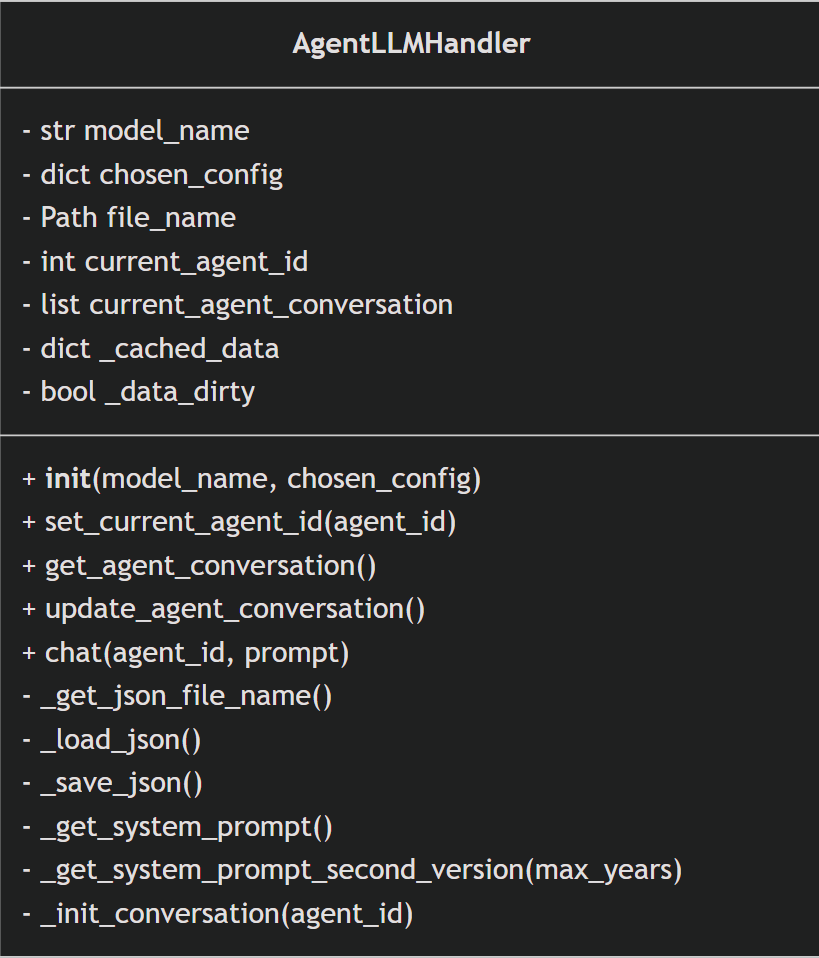 AgentLLMHandler
- str model_name
- dict chosen_config
- Path file_name
- int current_agent_id
- list current_agent_conversation
- dict _cached_data
- bool _data_dirty
+ init(model_name, chosen_config)
+ set_current_agent_id(agent_id)
+ get_agent_conversation()
+ update_agent_conversation()
+ chat(agent_id, prompt)
- _get_json_file_name()
- _load_json()
- _save_json()
- _get_system_prompt()
- _get_system_prompt_second_version(max_years)
- _init_conversation(agent_id)